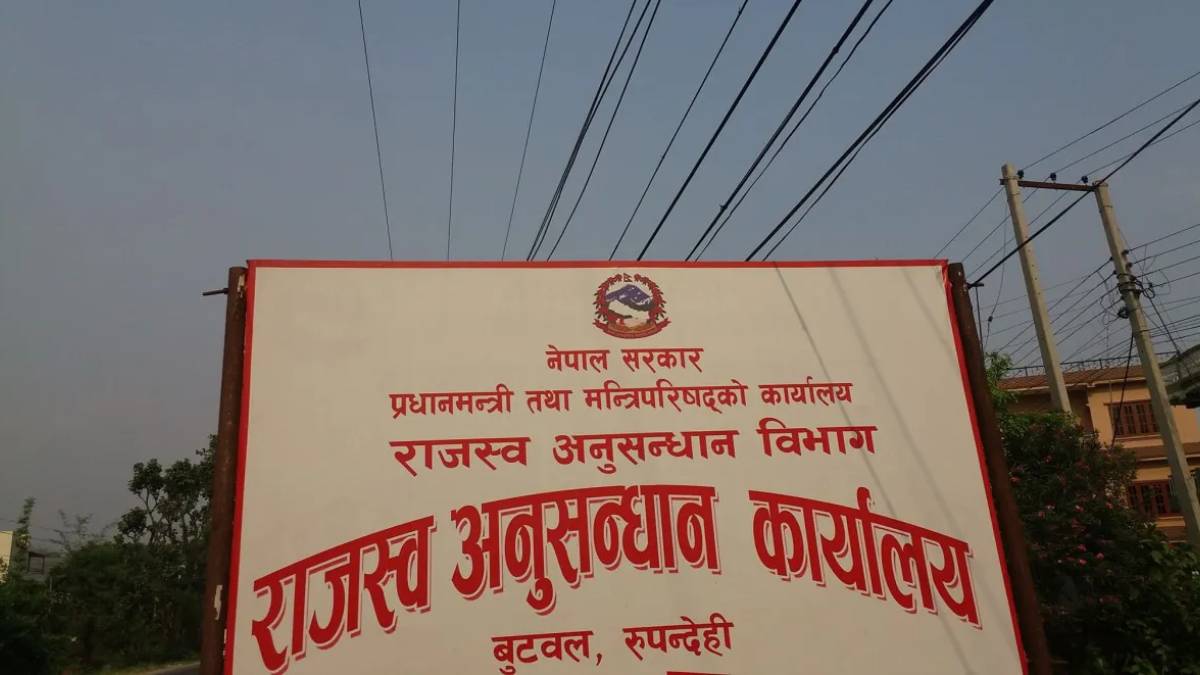 नेपाल सरकार
प्रधानमन्त्री तथा मन्त्रिपरिषद्को कार्यालय
राजस्व अनुसन्धान विभाग
राजस्व अनुसन्धान कार्यालय
बुटवल, रुपन्देही